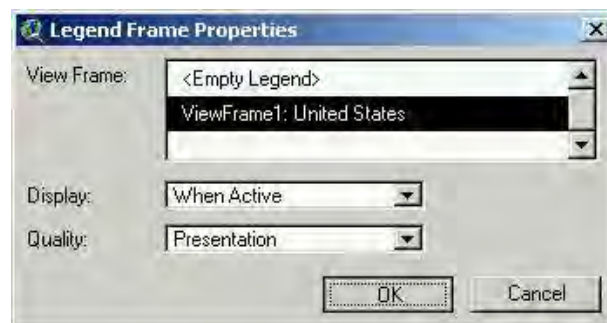 Legend Frame Properties
View Frame:
<Empty Legend>
ViewFrame1: United States
Display:
When Active
Quality:
Presentation
OK
Cancel